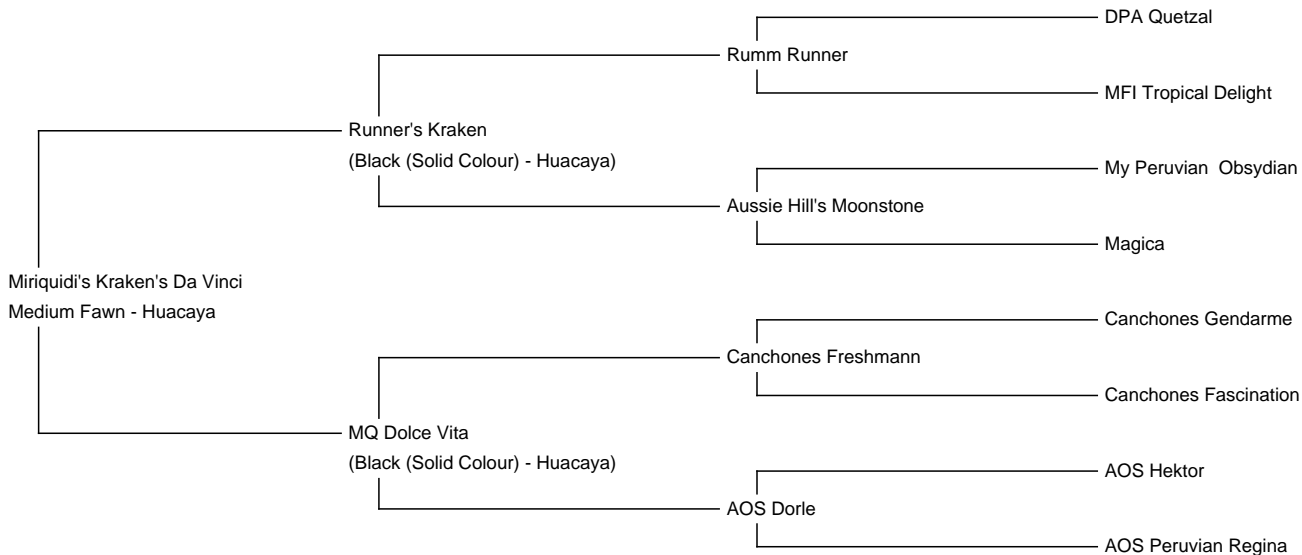 DPA Quetzal
Rumm Runner
MFI Tropical Delight
Runner's Kraken
(Black (Solid Colour) - Huacaya)
My Peruvian  Obsydian
Aussie Hill's Moonstone
Magica
Miriquidi's Kraken's Da Vinci
Medium Fawn - Huacaya
Canchones Gendarme
Canchones Freshmann
Canchones Fascination
MQ Dolce Vita
(Black (Solid Colour) - Huacaya)
AOS Hektor
AOS Dorle
AOS Peruvian Regina